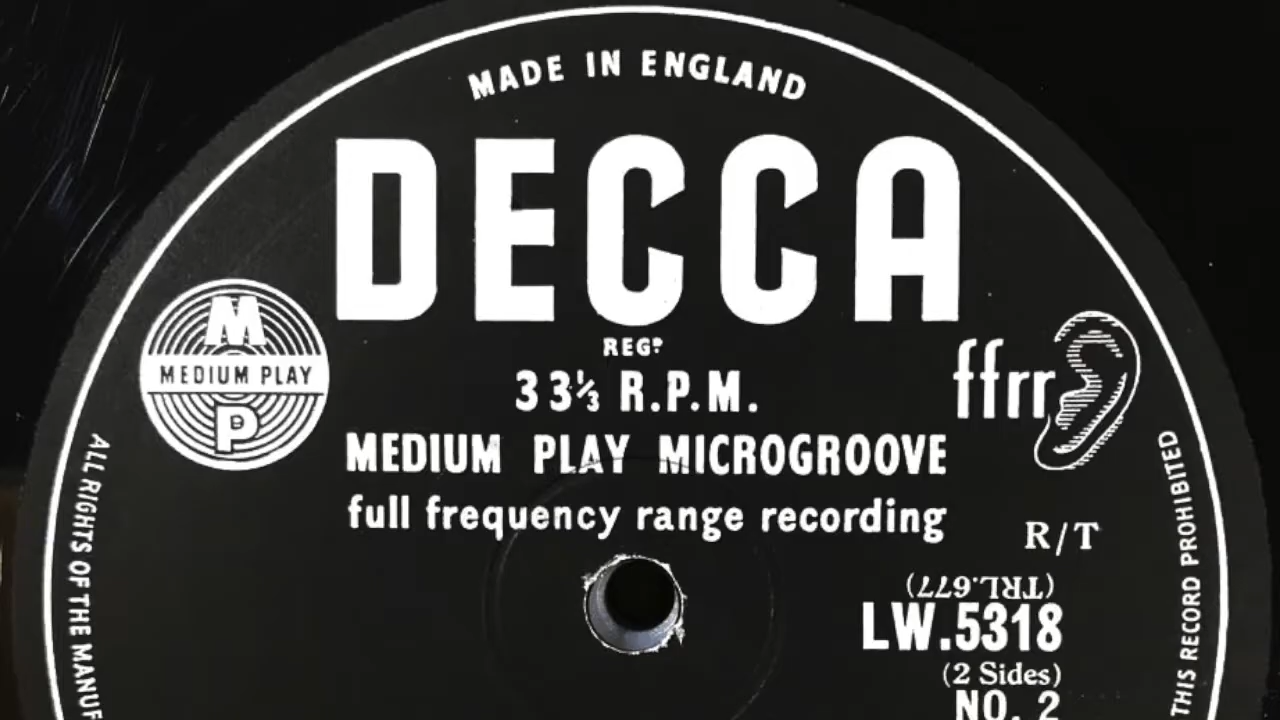 MADE IN ENGLAND
DECCA
REGD
33⅓ R.P.M.
M
MEDIUM PLAY
P
ffrr
MEDIUM PLAY MICROGROOVE
full frequency range recording
R/T
(TRL.677)
LW.5318
(2 Sides)
NO. 2
ALL RIGHTS OF THE MANUF
THIS RECORD PROHIBITED